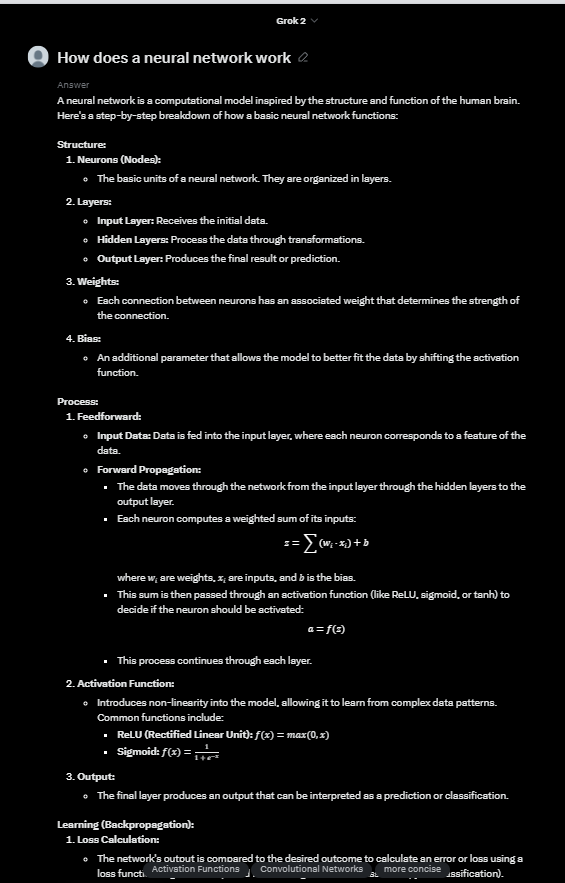 Grok 2
How does a neural network work
Answer
A neural network is a computational model inspired by the structure and function of the human brain.
Here's a step-by-step breakdown of how a basic neural network functions:
Structure:
1. Neurons (Nodes):
◦ The basic units of a neural network. They are organized in layers.
2. Layers:
◦ Input Layer: Receives the initial data.
◦ Hidden Layers: Process the data through transformations.
◦ Output Layer: Produces the final result or prediction.
3. Weights:
◦ Each connection between neurons has an associated weight that determines the strength of
the connection.
4. Bias:
◦ An additional parameter that allows the model to better fit the data by shifting the activation
function.
Process:
1. Feedforward:
◦ Input Data: Data is fed into the input layer, where each neuron corresponds to a feature of the
data.
◦ Forward Propagation:
▪ The data moves through the network from the input layer through the hidden layers to the
output layer.
▪ Each neuron computes a weighted sum of its inputs:
z = ∑(wᵢ · xᵢ) + b
where wᵢ are weights, xᵢ are inputs, and b is the bias.
▪ This sum is then passed through an activation function (like ReLU, sigmoid, or tanh) to
decide if the neuron should be activated:
a = f(z)
▪ This process continues through each layer.
2. Activation Function:
◦ Introduces non-linearity into the model, allowing it to learn from complex data patterns.
Common functions include:
▪ ReLU (Rectified Linear Unit): f(x) = max(0, x)
▪ Sigmoid: f(x) = 1/(1+e⁻ˣ)
3. Output:
◦ The final layer produces an output that can be interpreted as a prediction or classification.
Learning (Backpropagation):
1. Loss Calculation:
◦ The network's output is compared to the desired outcome to calculate an error or loss using a
loss
Activation Functions Convolutional Networks more concise